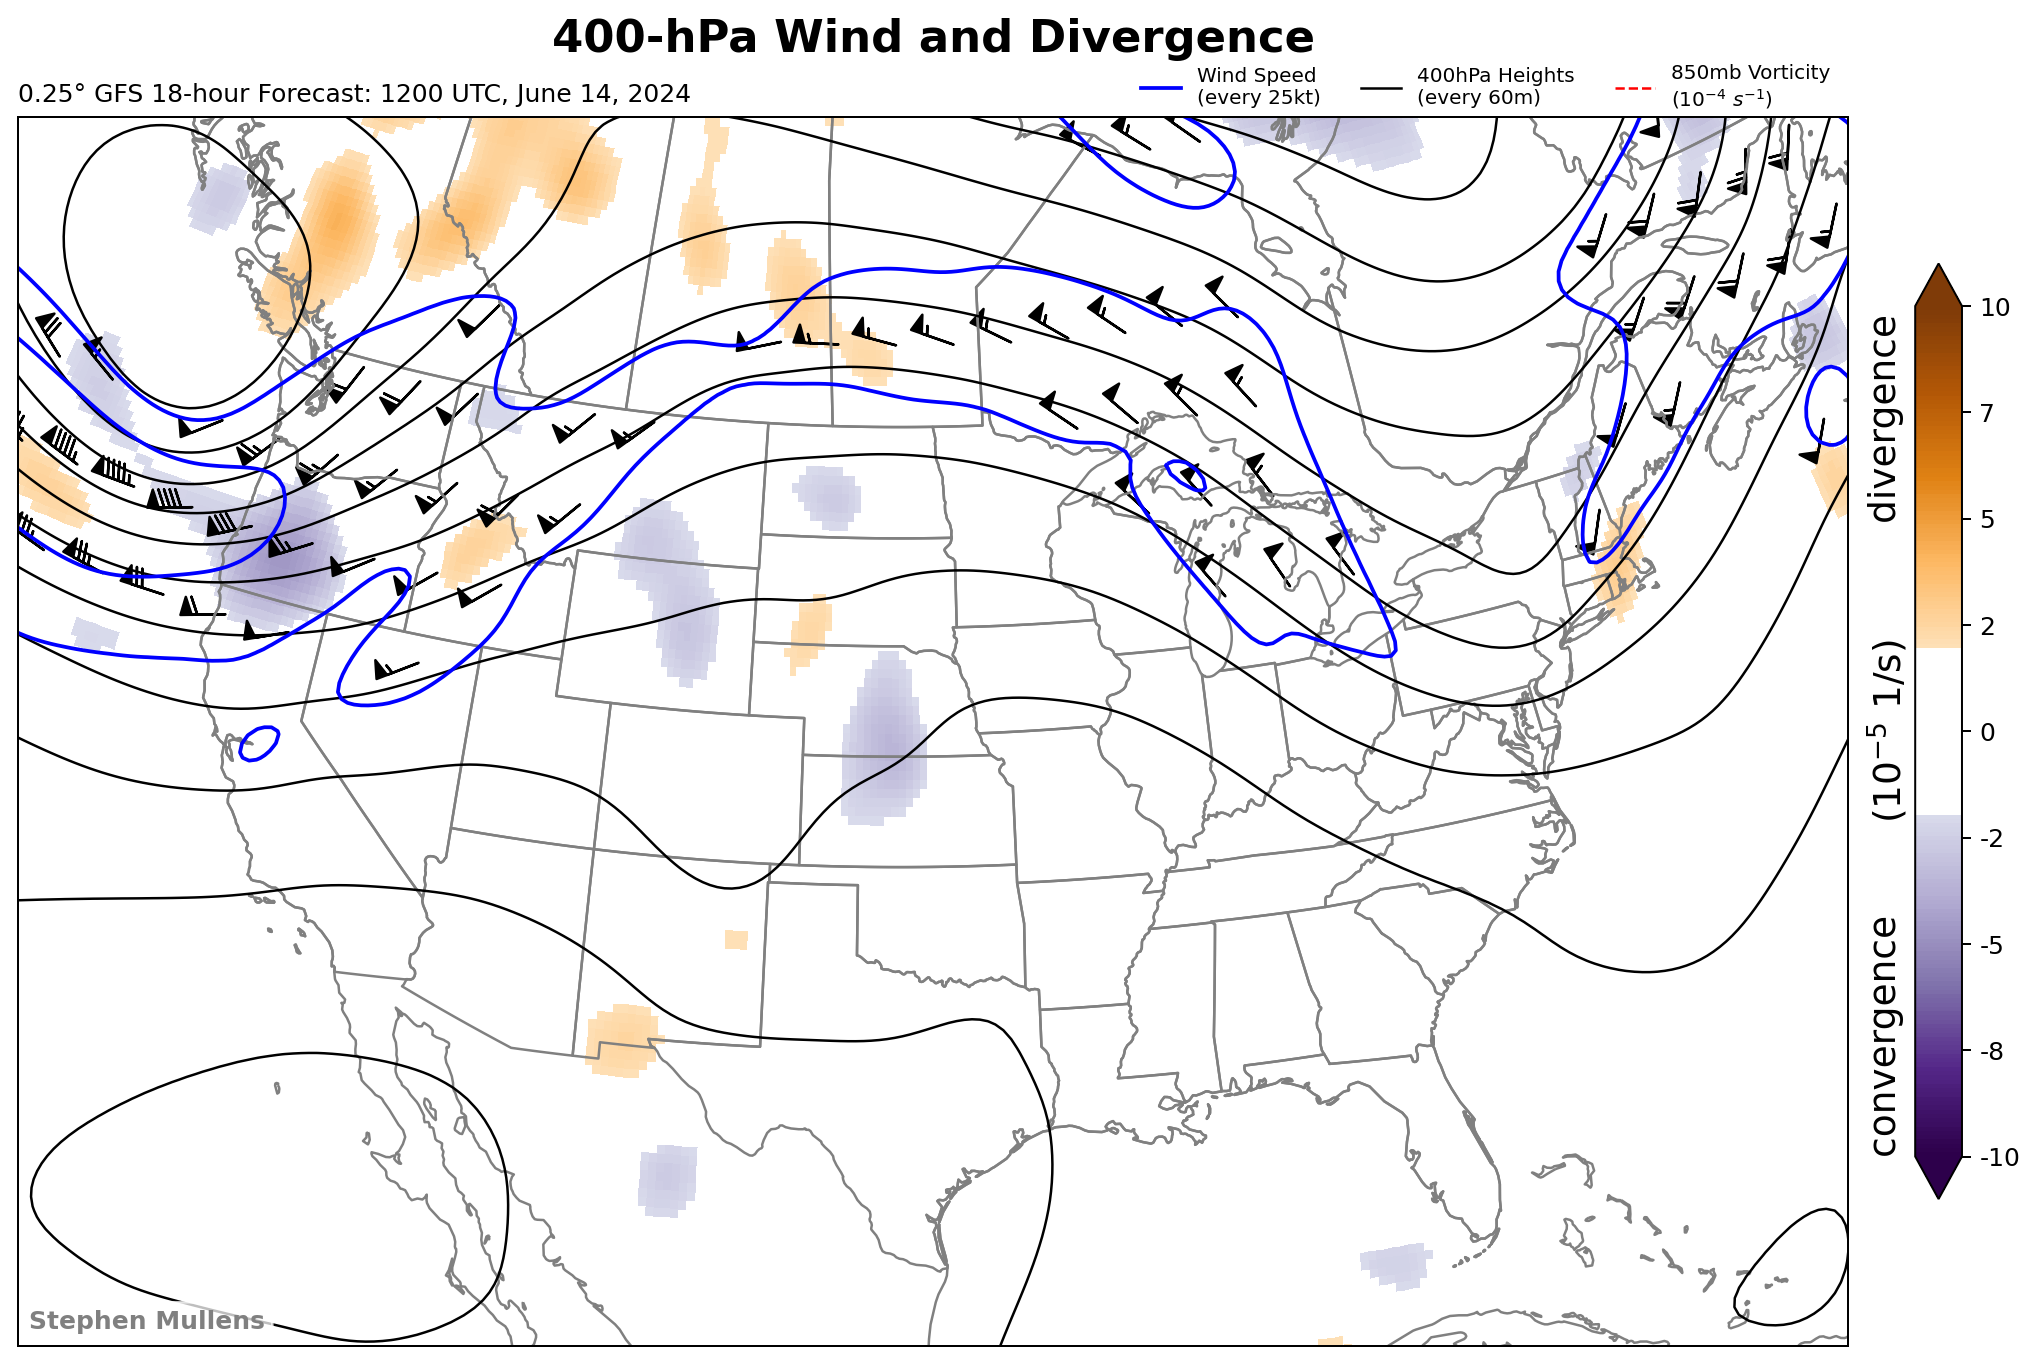 400-hPa Wind and Divergence
0.25° GFS 18-hour Forecast: 1200 UTC, June 14, 2024
Wind Speed
(every 25kt)
400hPa Heights
(every 60m)
850mb Vorticity
(10⁻⁴ s⁻¹)
10
7
5
2
0
-2
-5
-8
-10
convergence (10⁻⁵ 1/s) divergence
Stephen Mullens